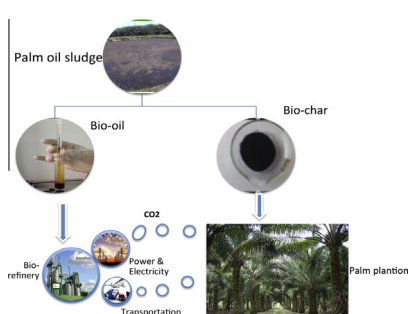 Palm oil sludge
Bio-oil
Bio-char
CO2
Bio-
refinery
Power &
Electricity
Palm plantion
Transportation